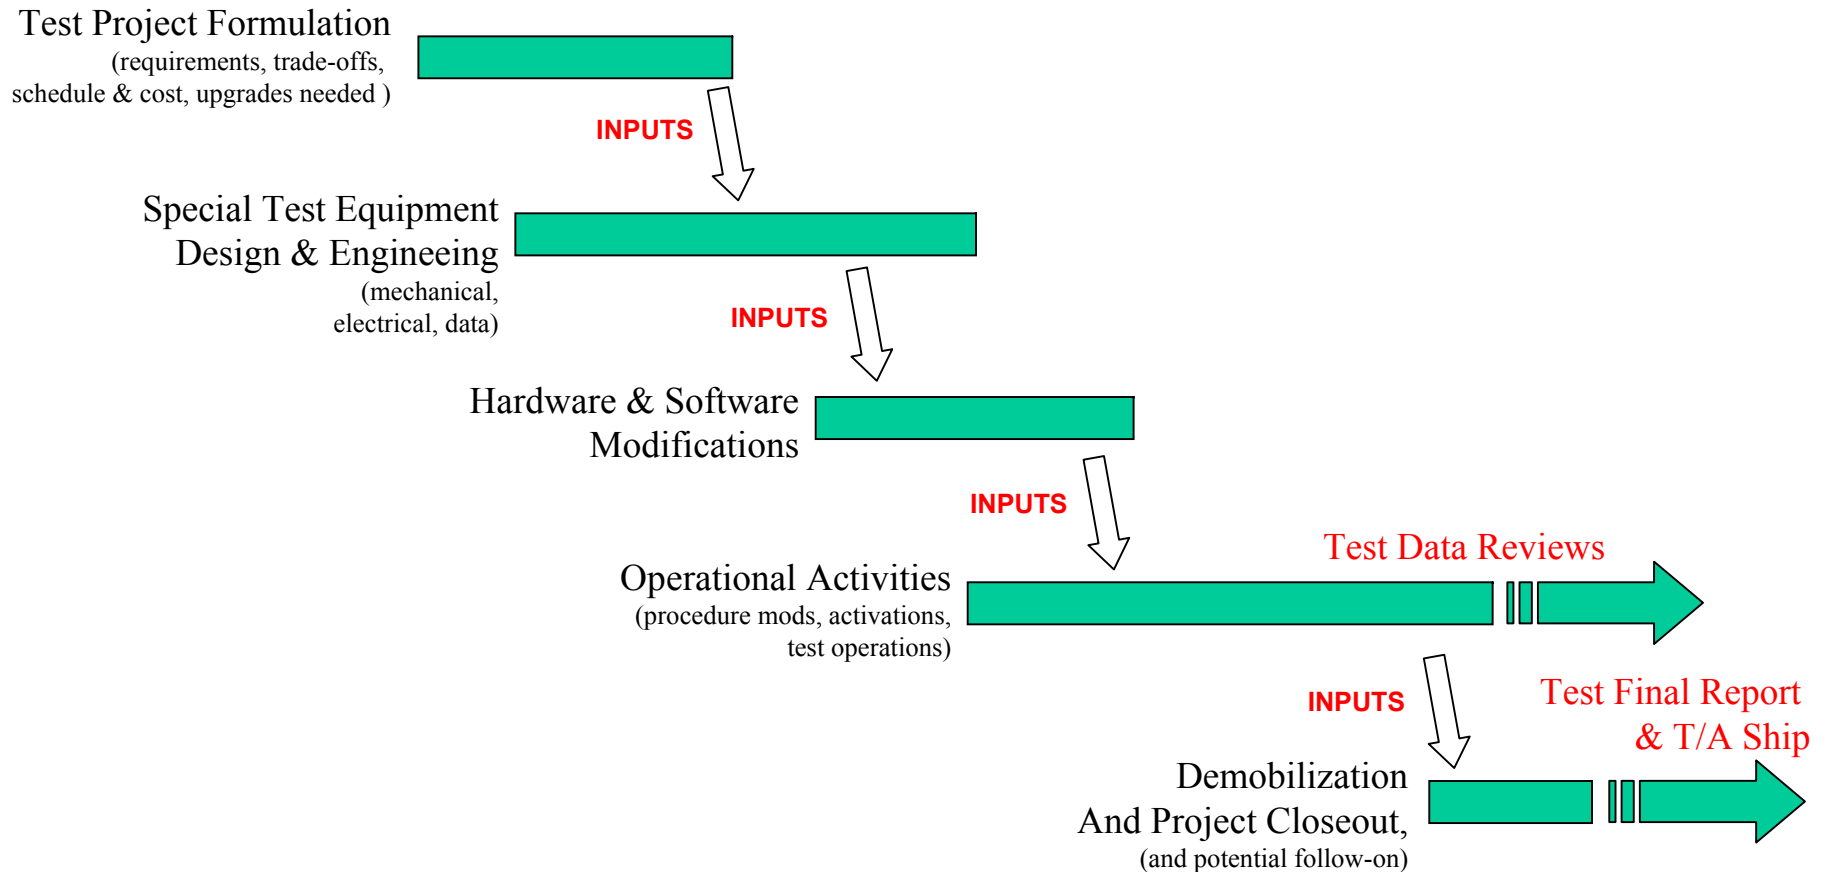 Test Project Formulation
(requirements, trade-offs,
schedule & cost, upgrades needed )
INPUTS
Special Test Equipment
Design & Engineeing
(mechanical,
electrical, data)
INPUTS
Hardware & Software
Modifications
INPUTS
Test Data Reviews
Operational Activities
(procedure mods, activations,
test operations)
INPUTS
Test Final Report
& T/A Ship
Demobilization
And Project Closeout,
(and potential follow-on)